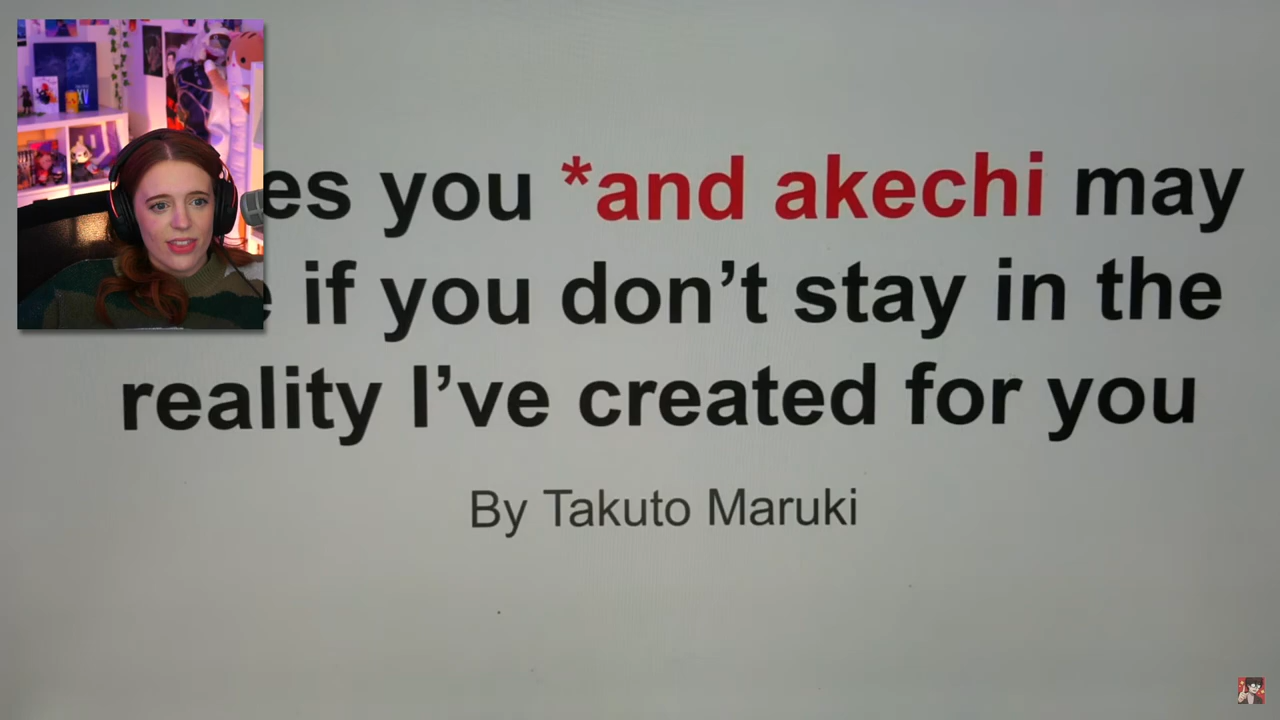 es you *and akechi may
if you don't stay in the
reality I've created for you
By Takuto Maruki
XV